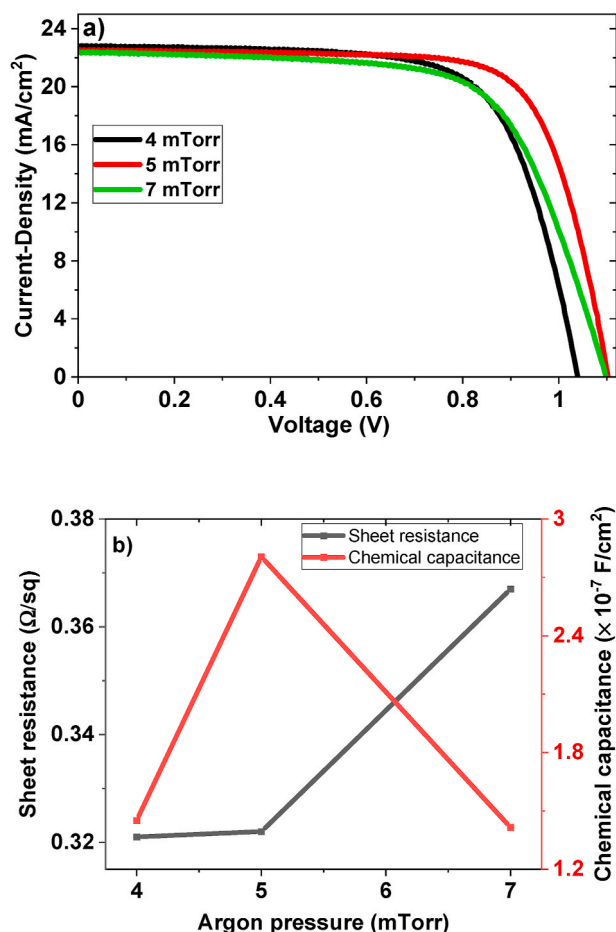 a)
24
20
16
12
8
4
0
Current-Density (mA/cm²)
4 mTorr
5 mTorr
7 mTorr
0 0.2 0.4 0.6 0.8 1
Voltage (V)
b)
0.38
0.36
0.34
0.32
Sheet resistance (Ω/sq)
Sheet resistance
Chemical capacitance
3
2.4
1.8
1.2
Chemical capacitance (× 10⁻⁷ F/cm²)
4 5 6 7
Argon pressure (mTorr)